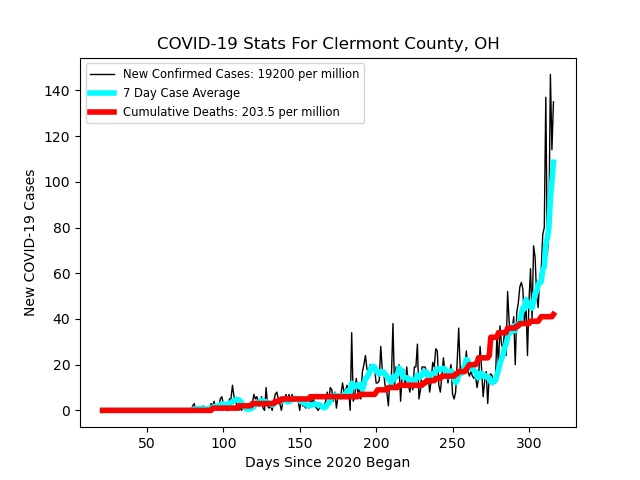 COVID-19 Stats For Clermont County, OH
New Confirmed Cases: 19200 per million
7 Day Case Average
Cumulative Deaths: 203.5 per million
New COVID-19 Cases
140
120
100
80
60
40
20
0
50 100 150 200 250 300
Days Since 2020 Began